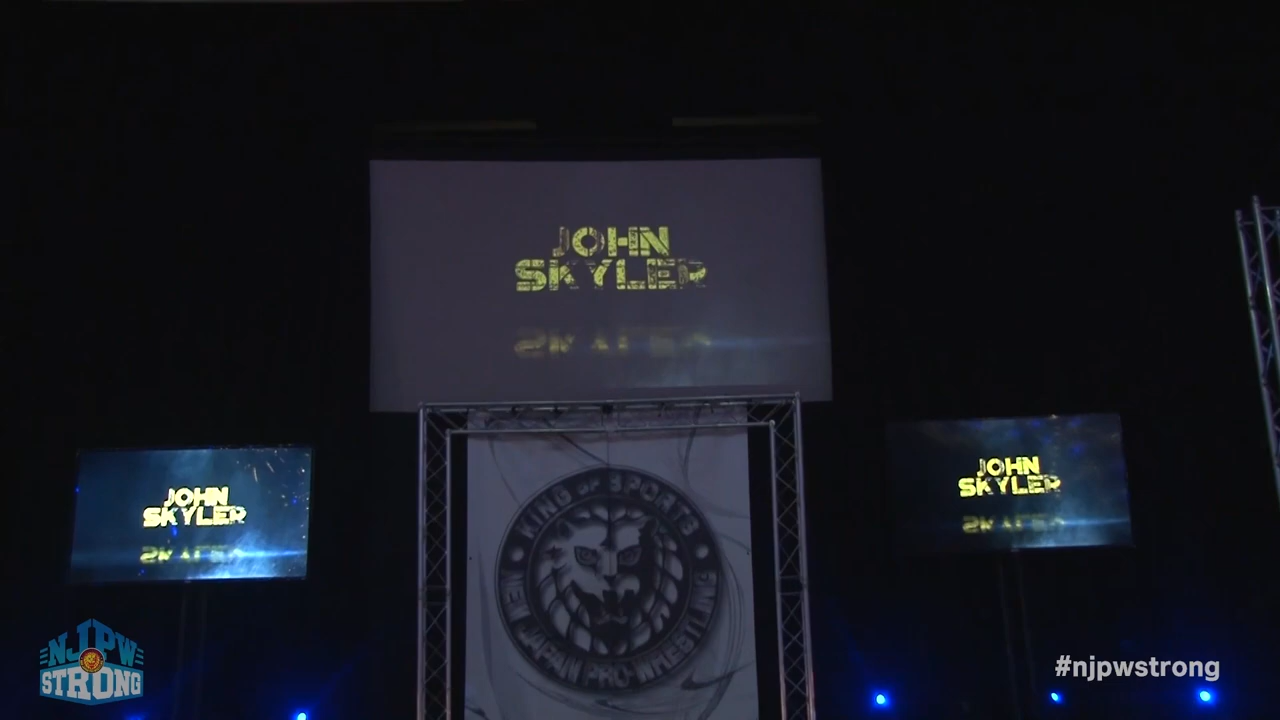 JOHN
SKYLER
JOHN
SKYLER
JOHN
SKYLER
KING OF SPORTS
NEW JAPAN PRO-WRESTLING
NJPW
STRONG
#njpwstrong